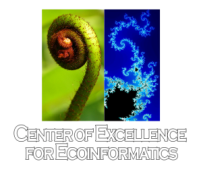 CENTER OF EXCELLENCE
FOR ECOINFORMATICS